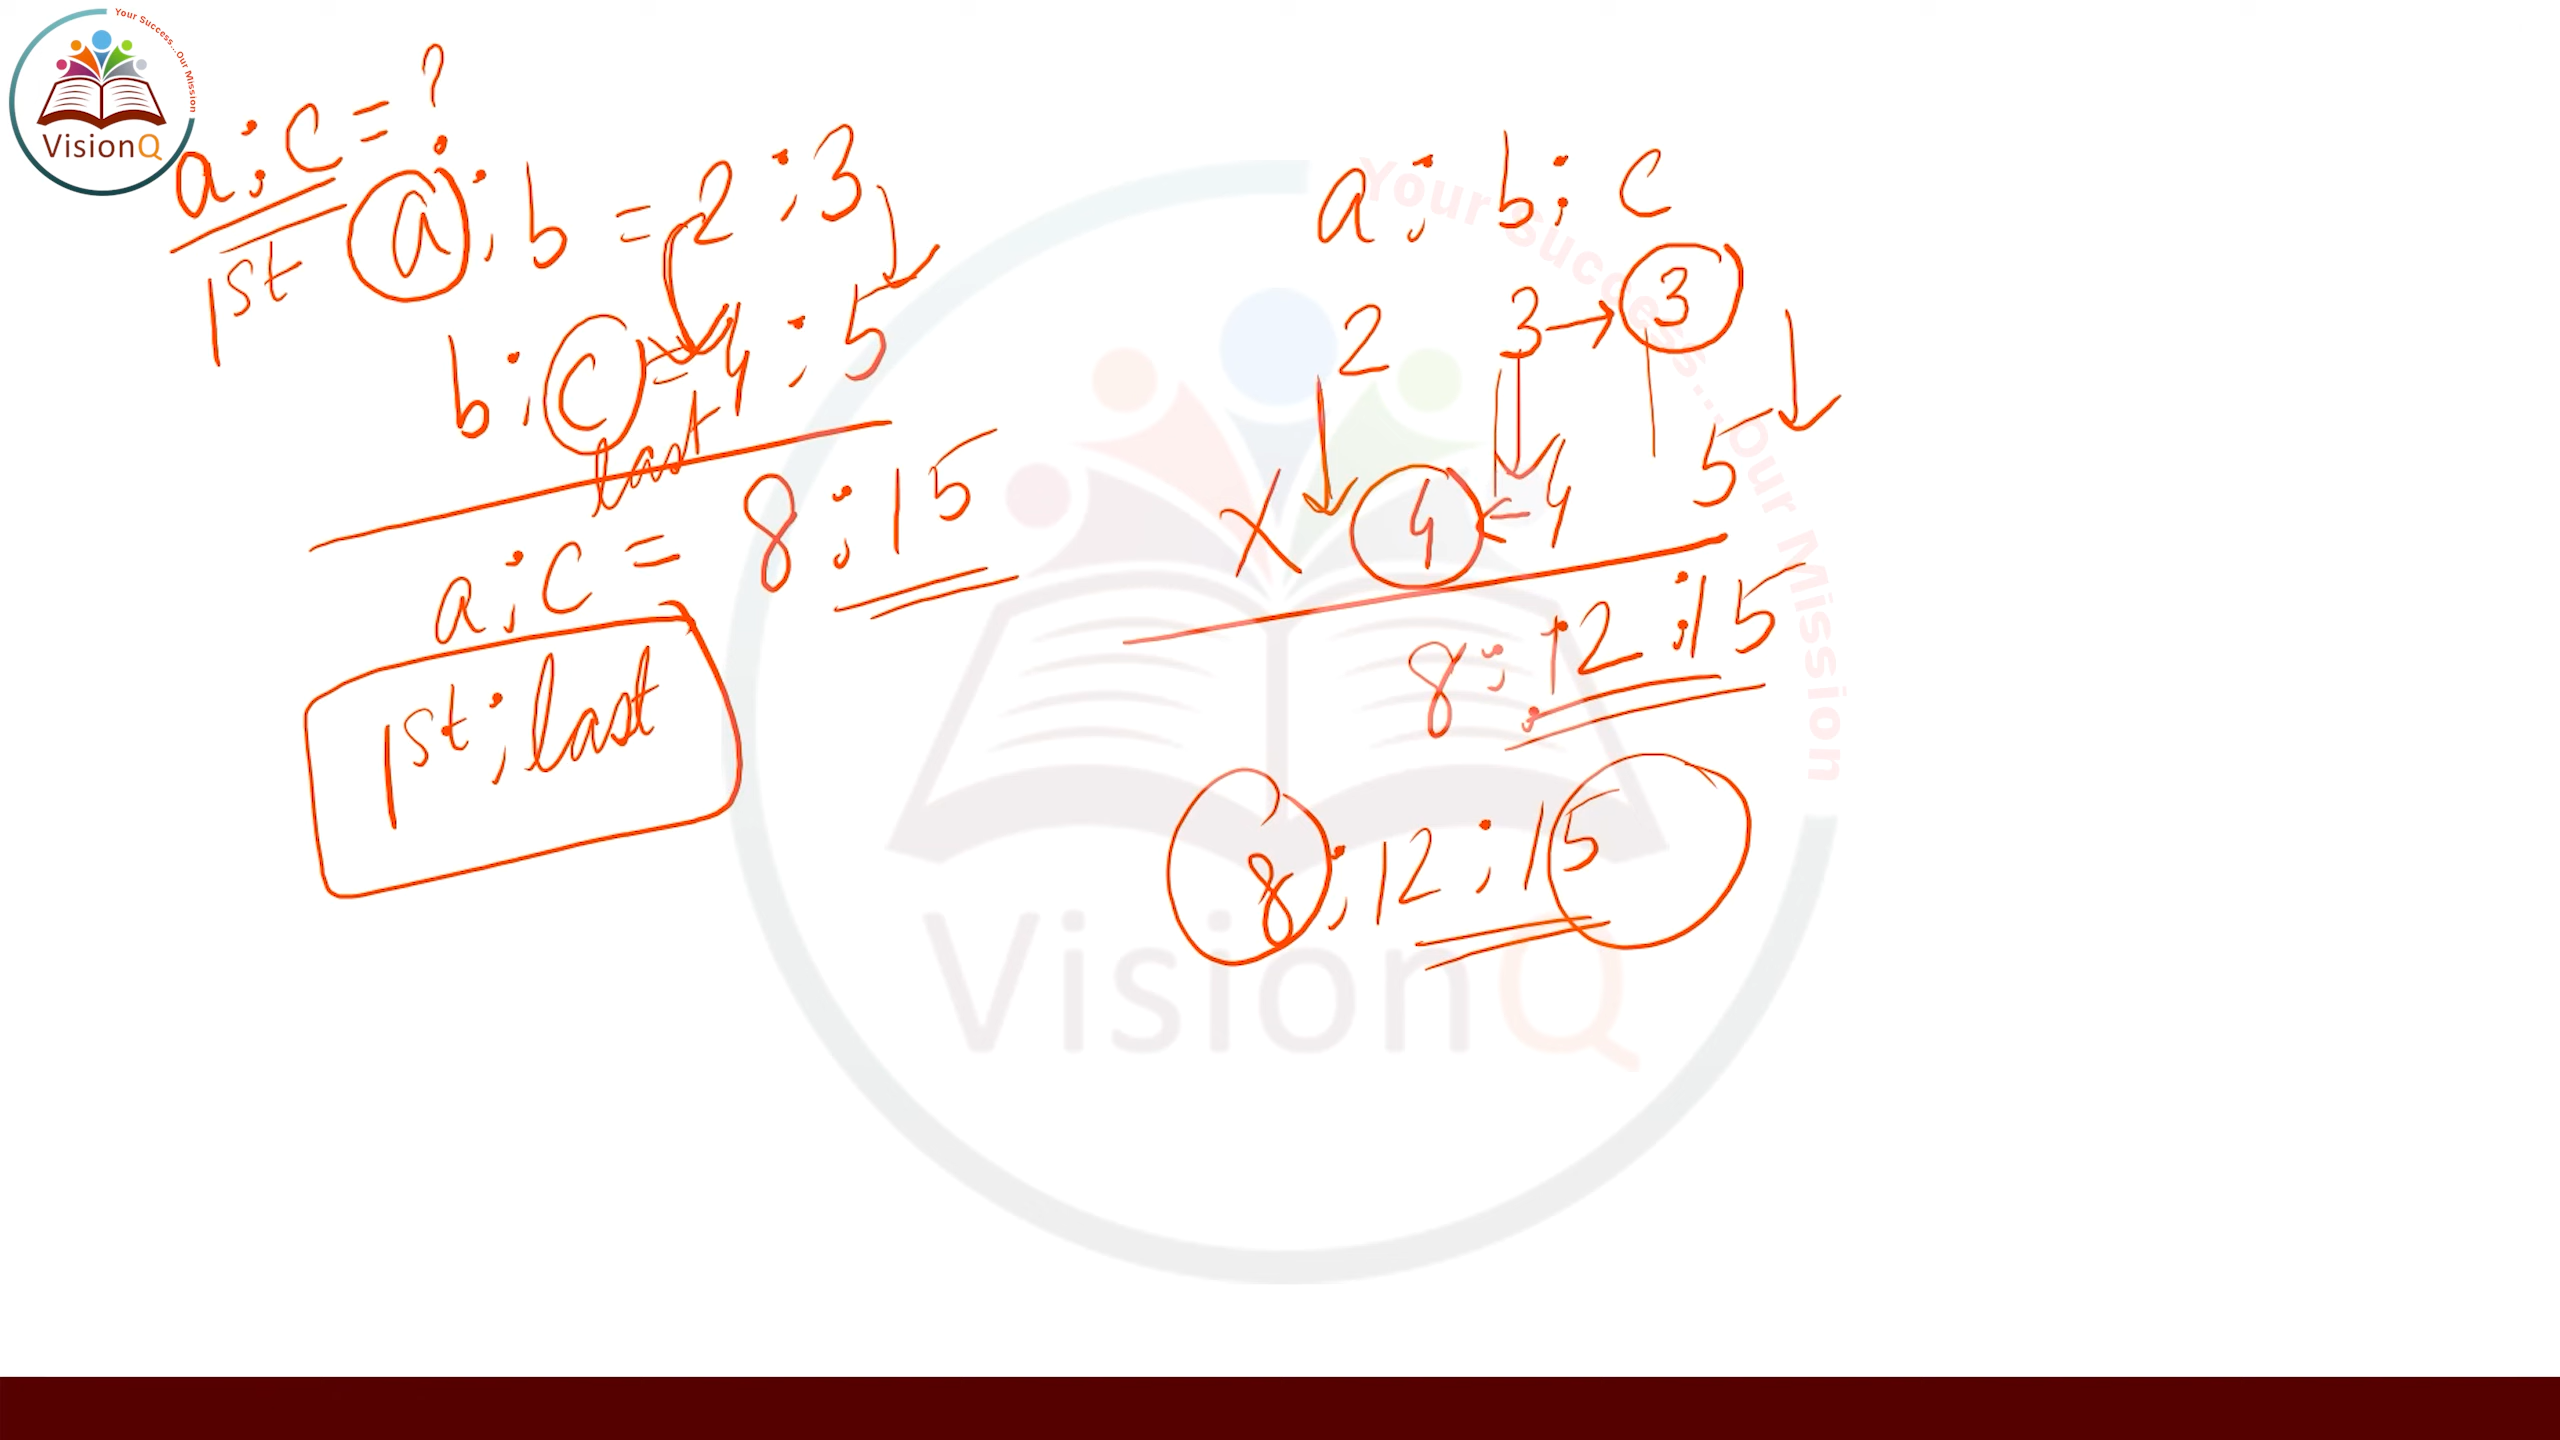 Your Success...Our Mission
VisionQ
a : c = ?
1st a : b = 2 : 3
b : c = 4 : 5
last
a : c = 8 : 15
1st : last
a : b : c
2 3 → 3
× 4 ← 4 5
8 : 12 : 15
8 : 12 : 15
Your Success...Our Mission
VisionQ